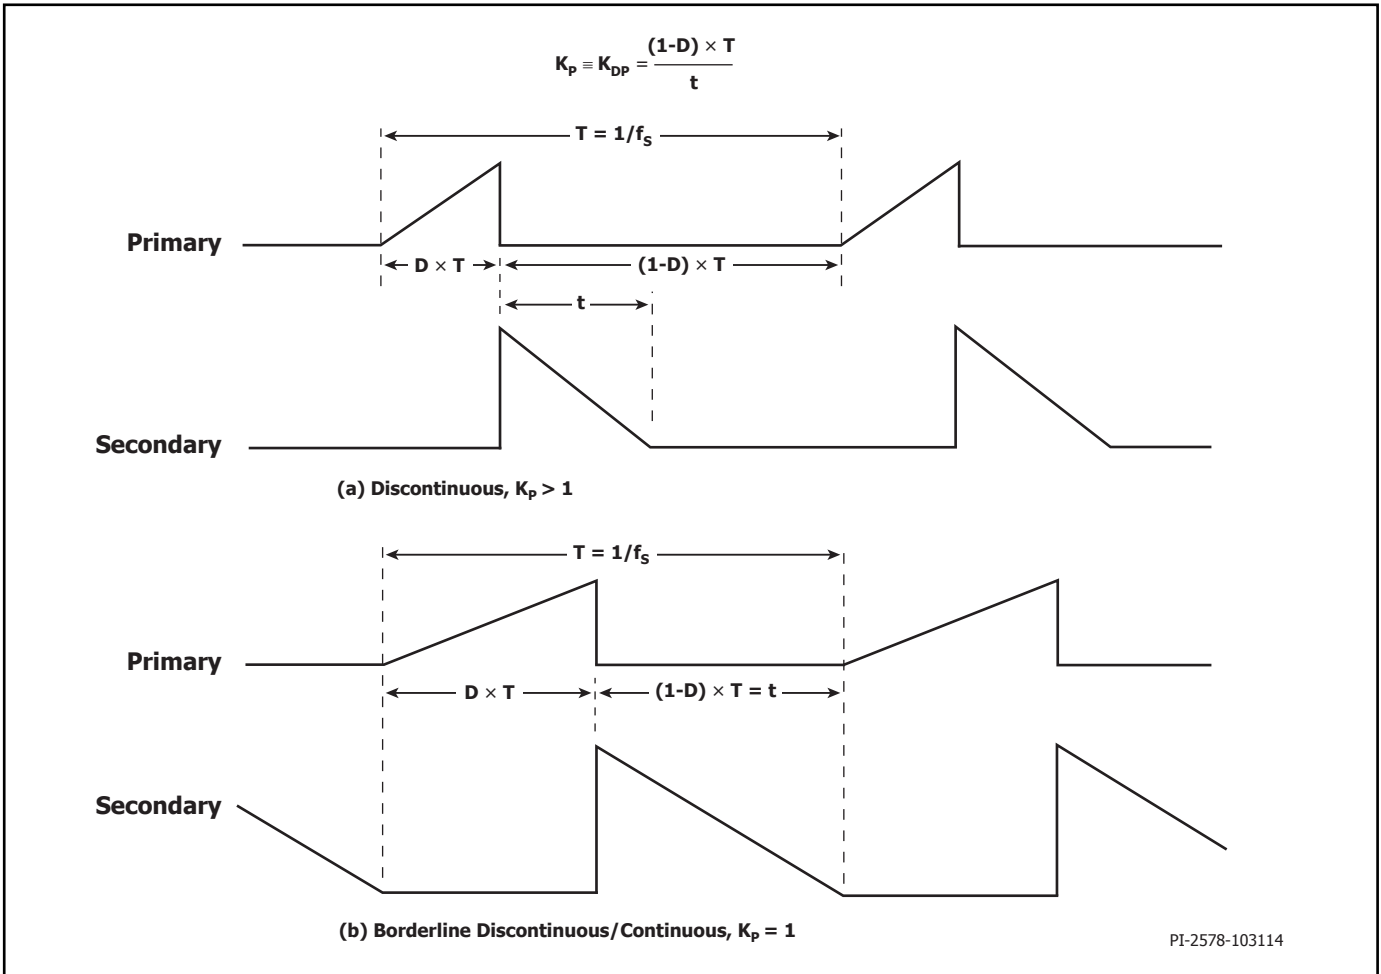 (1-D) × T
K_P ≡ K_DP =
t
T = 1/f_S
Primary
D × T
(1-D) × T
t
Secondary
(a) Discontinuous, K_P > 1
T = 1/f_S
Primary
D × T
(1-D) × T = t
Secondary
(b) Borderline Discontinuous/Continuous, K_P = 1
PI-2578-103114